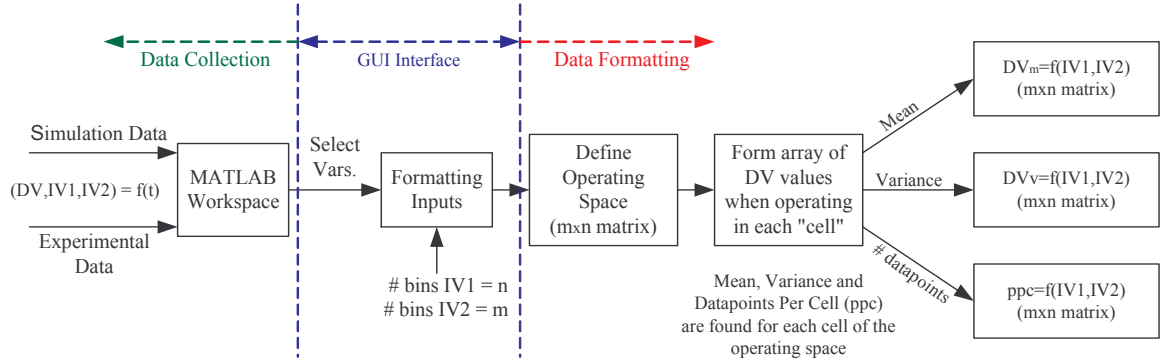 Data Collection
GUI Interface
Data Formatting
Simulation Data
(DV,IV1,IV2) = f(t)
Experimental
Data
MATLAB
Workspace
Select
Vars.
Formatting
Inputs
# bins IV1 = n
# bins IV2 = m
Define
Operating
Space
(mxn matrix)
Form array of
DV values
when operating
in each "cell"
Mean, Variance and
Datapoints Per Cell (ppc)
are found for each cell of the
operating space
Mean
Variance
# datapoints
DVm=f(IV1,IV2)
(mxn matrix)
DVv=f(IV1,IV2)
(mxn matrix)
ppc=f(IV1,IV2)
(mxn matrix)